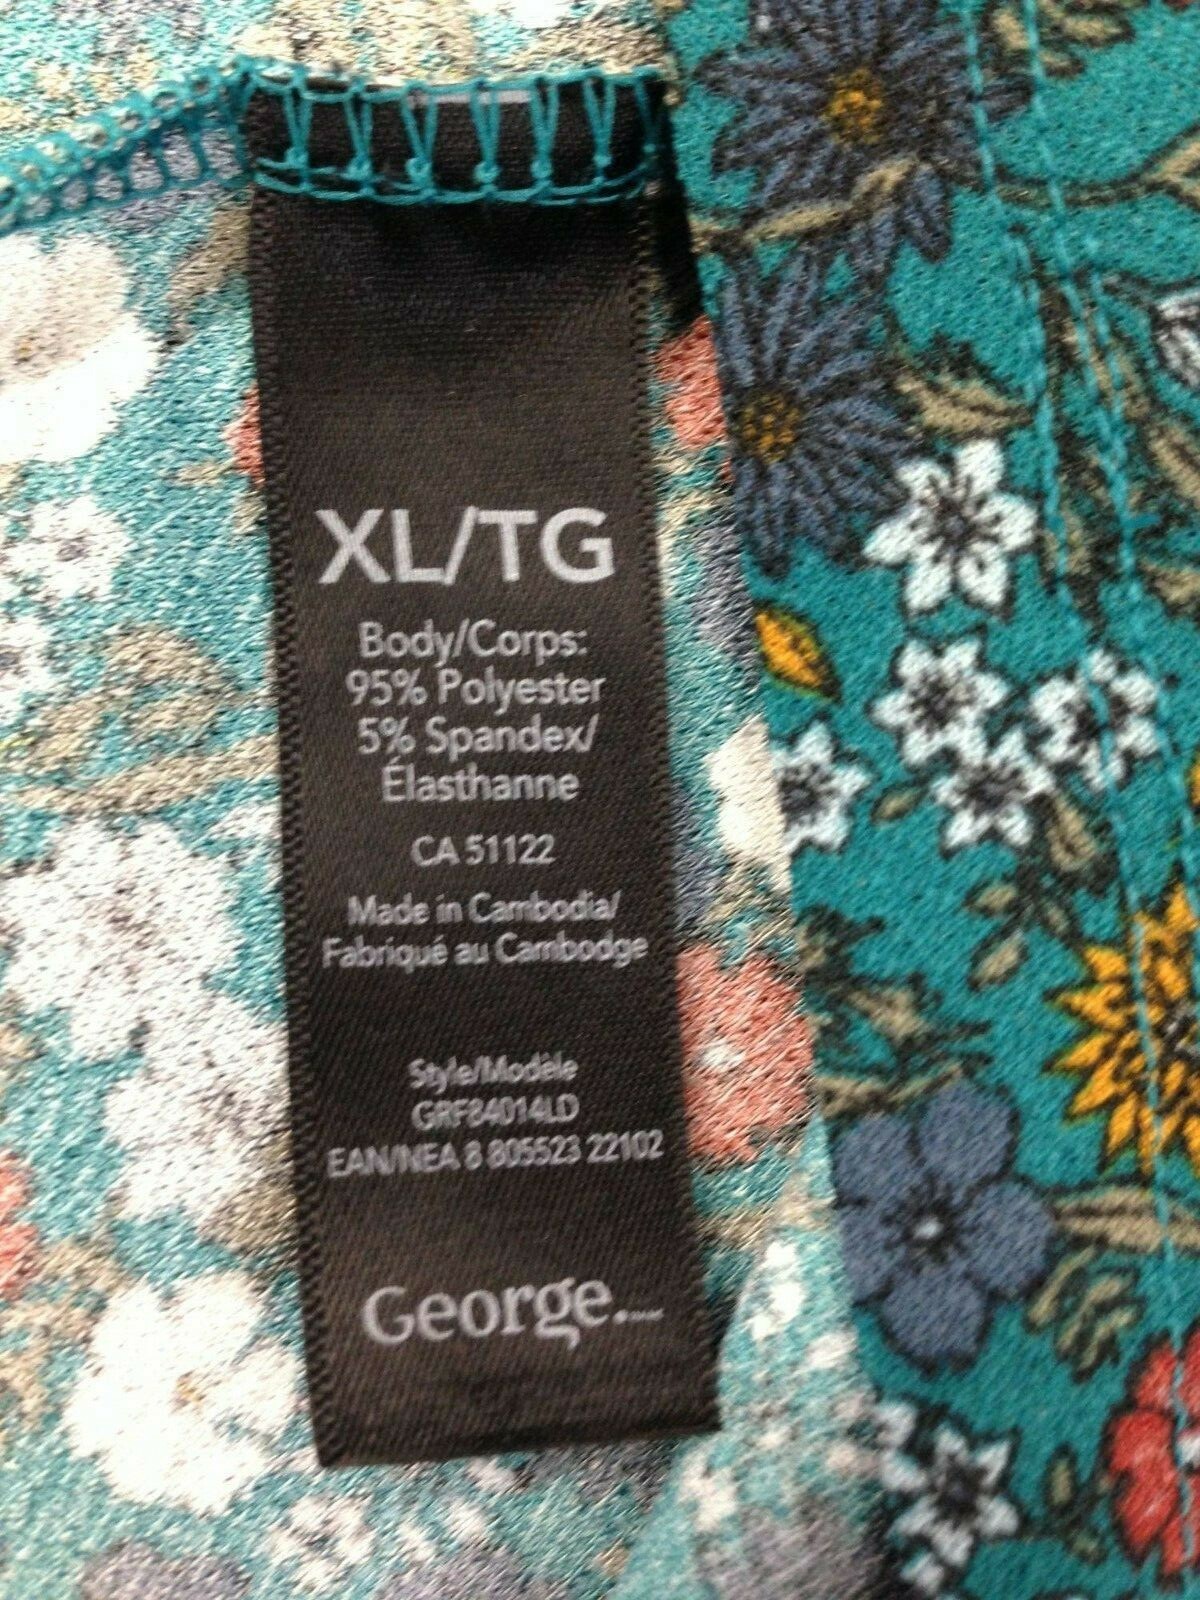 XL/TG
Body/Corps:
95% Polyester
5% Spandex/
Élasthanne
CA 51122
Made in Cambodia/
Fabriqué au Cambodge
Style/Modèle
GRF84014LD
EAN/NEA 8 805523 22102
George.